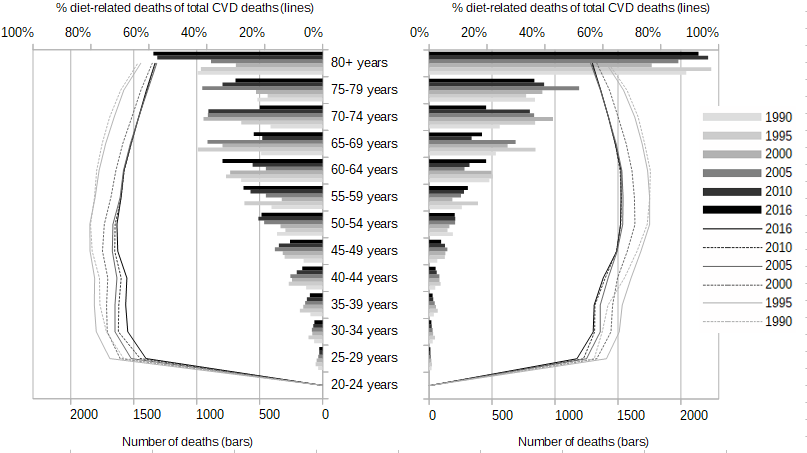 % diet-related deaths of total CVD deaths (lines)
% diet-related deaths of total CVD deaths (lines)
100% 80% 60% 40% 20% 0%
0% 20% 40% 60% 80% 100%
80+ years
75-79 years
70-74 years
65-69 years
60-64 years
55-59 years
50-54 years
45-49 years
40-44 years
35-39 years
30-34 years
25-29 years
20-24 years
1990
1995
2000
2005
2010
2016
2016
2010
2005
2000
1995
1990
2000 1500 1000 500 0
0 500 1000 1500 2000
Number of deaths (bars)
Number of deaths (bars)